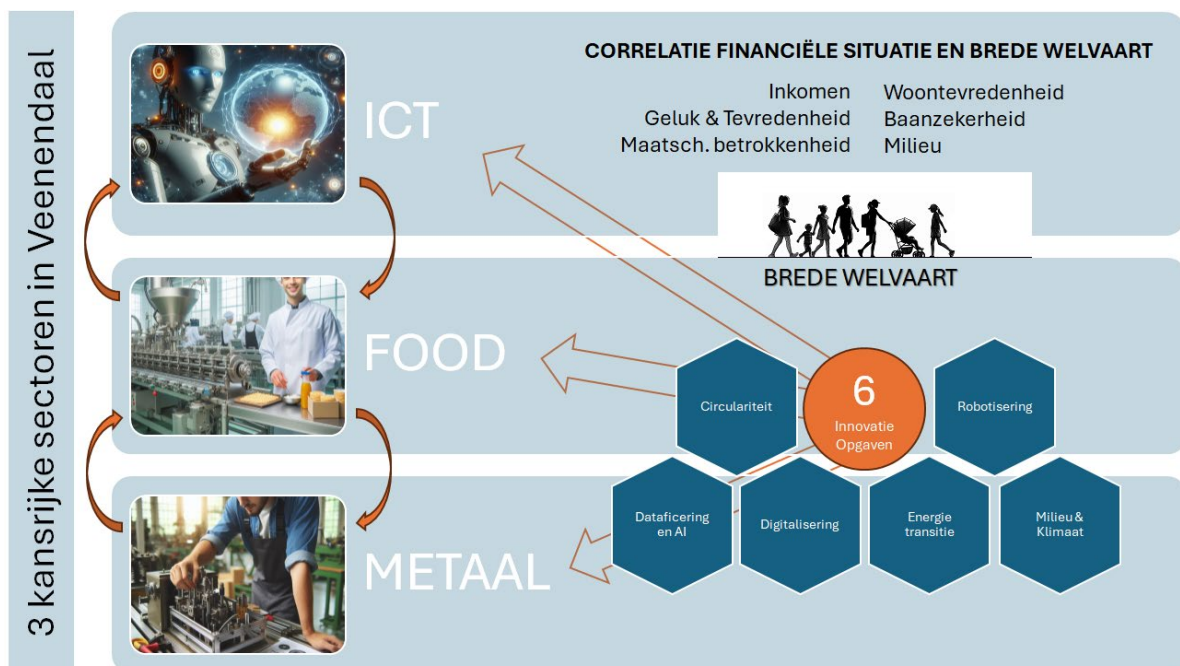 3 kansrijke sectoren in Veenendaal
ICT
CORRELATIE FINANCIËLE SITUATIE EN BREDE WELVAART
Inkomen
Geluk & Tevredenheid
Maatsch. betrokkenheid
Woontevredenheid
Baanzekerheid
Milieu
BREDE WELVAART
FOOD
Circulariteit
6
Innovatie
Opgaven
Robotisering
METAAL
Dataficering
en AI
Digitalisering
Energie
transitie
Milieu &
Klimaat